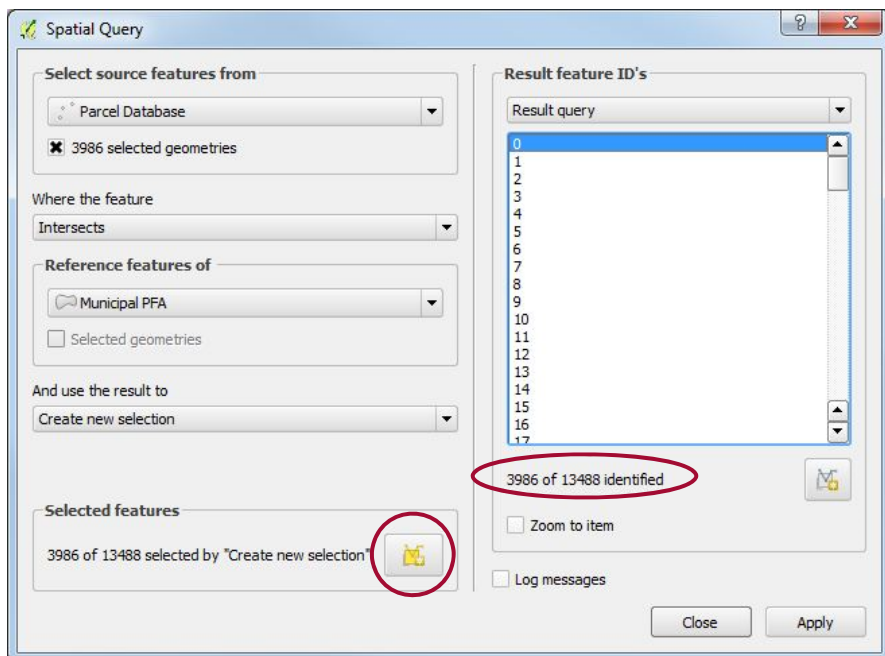 Spatial Query
?
Select source features from
Parcel Database
3986 selected geometries
Where the feature
Intersects
Reference features of
Municipal PFA
Selected geometries
And use the result to
Create new selection
Selected features
3986 of 13488 selected by "Create new selection"
Result feature ID's
Result query
0
1
2
3
4
5
6
7
8
9
10
11
12
13
14
15
16
17
3986 of 13488 identified
Zoom to item
Log messages
Close
Apply